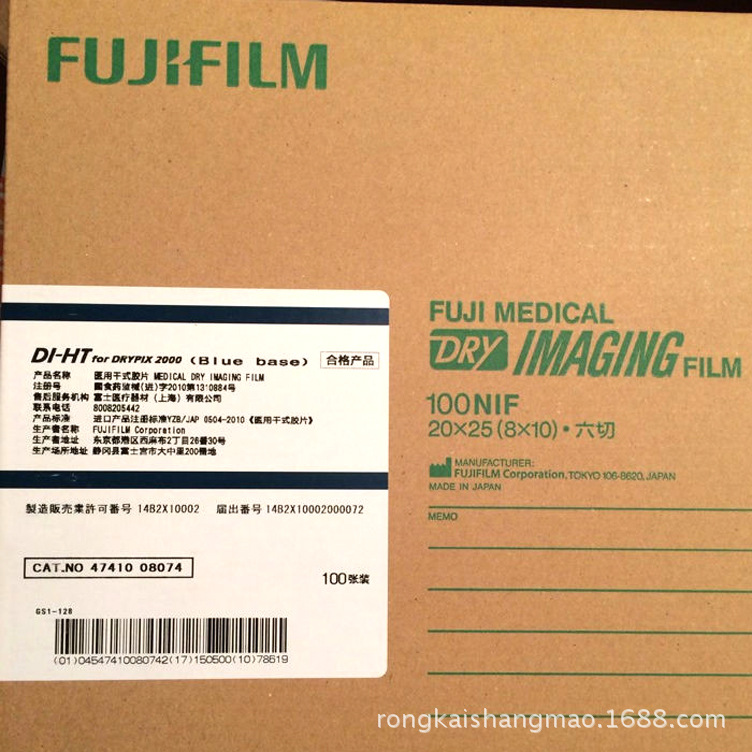 FUJIFILM
DI-HT for DRYPIX 2000 (Blue base) 合格产品
产品名称 医用干式胶片 MEDICAL DRY IMAGING FILM
注册号 国食药监械(进)字2010第1310884号
售后服务机构 富士医疗器材(上海)有限公司
联系电话 8008205442
产品标准 进口产品注册标准YZB/JAP 0504-2010《医用干式胶片》
生产者名称 FUJIFILM Corporation
生产者地址 东京都港区西麻布2丁目26番30号
生产场所地址 静冈县富士宫市大中里200番地
製造販売業許可番号 14B2X10002 届出番号 14B2X10002000072
CAT.NO 47410 08074
100张装
GS1-128
(01)04547410080742(17)150500(10)78619
FUJI MEDICAL
DRY IMAGING FILM
100NIF
20×25(8×10)・六切
MANUFACTURER:
FUJIFILM Corporation, TOKYO 106-8620, JAPAN
MADE IN JAPAN
MEMO
rongkaishangmao.1688.com